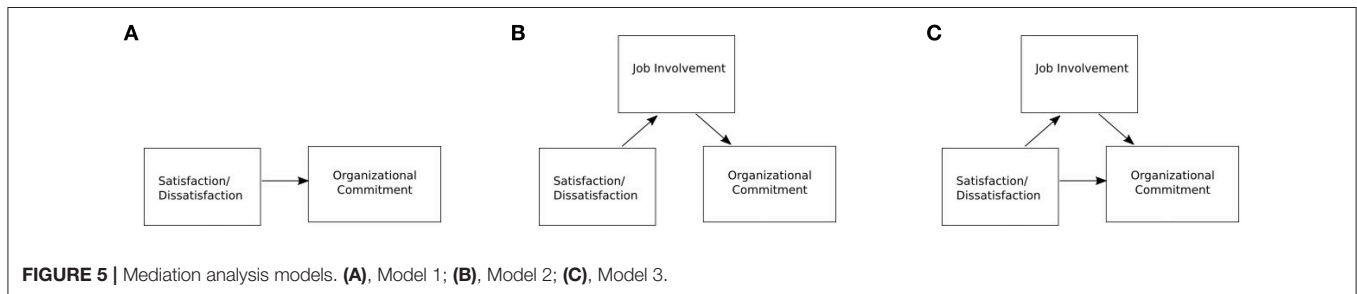 A
Satisfaction/
Dissatisfaction
Organizational
Commitment
B
Job Involvement
Satisfaction/
Dissatisfaction
Organizational
Commitment
C
Job Involvement
Satisfaction/
Dissatisfaction
Organizational
Commitment
FIGURE 5 | Mediation analysis models. (A), Model 1; (B), Model 2; (C), Model 3.